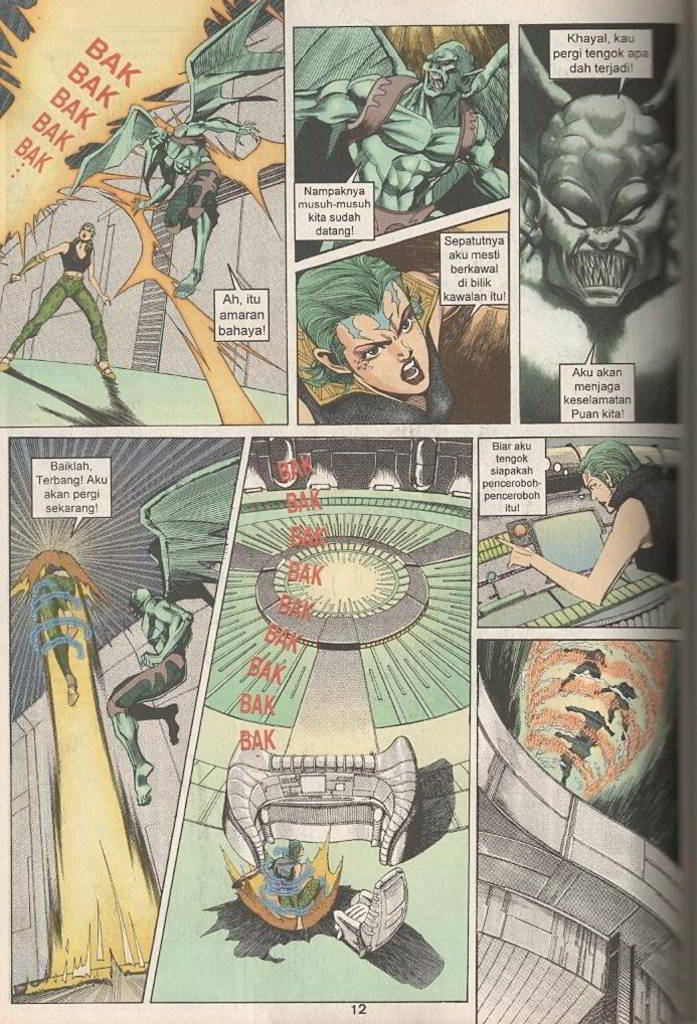 BAK
BAK
BAK
BAK
BAK
...
Ah, itu
amaran
bahaya!
Nampaknya
musuh-musuh
kita sudah
datang!
Sepatutnya
aku mesti
berkawal
di bilik
kawalan itu!
Khayal, kau
pergi tengok apa
dah terjadi!
Aku akan
menjaga
keselamatan
Puan kita!
Baiklah,
Terbang! Aku
akan pergi
sekarang!
BAK
BAK
BAK
BAK
BAK
BAK
BAK
BAK
BAK
Biar aku
tengok
siapakah
penceroboh-
penceroboh
itu!
12